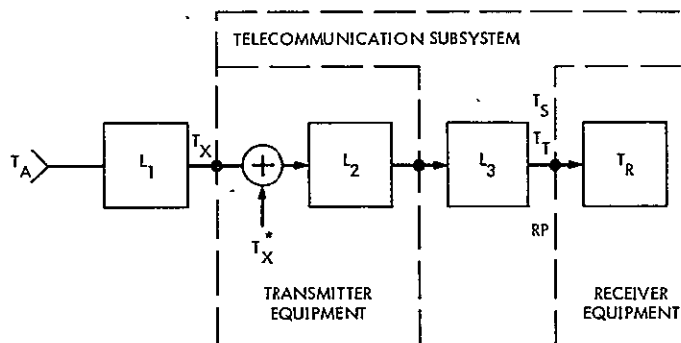 TELECOMMUNICATION SUBSYSTEM
T_A
L_1
T_X
+
T_X^*
L_2
L_3
T_S
T_T
RP
T_R
TRANSMITTER
EQUIPMENT
RECEIVER
EQUIPMENT